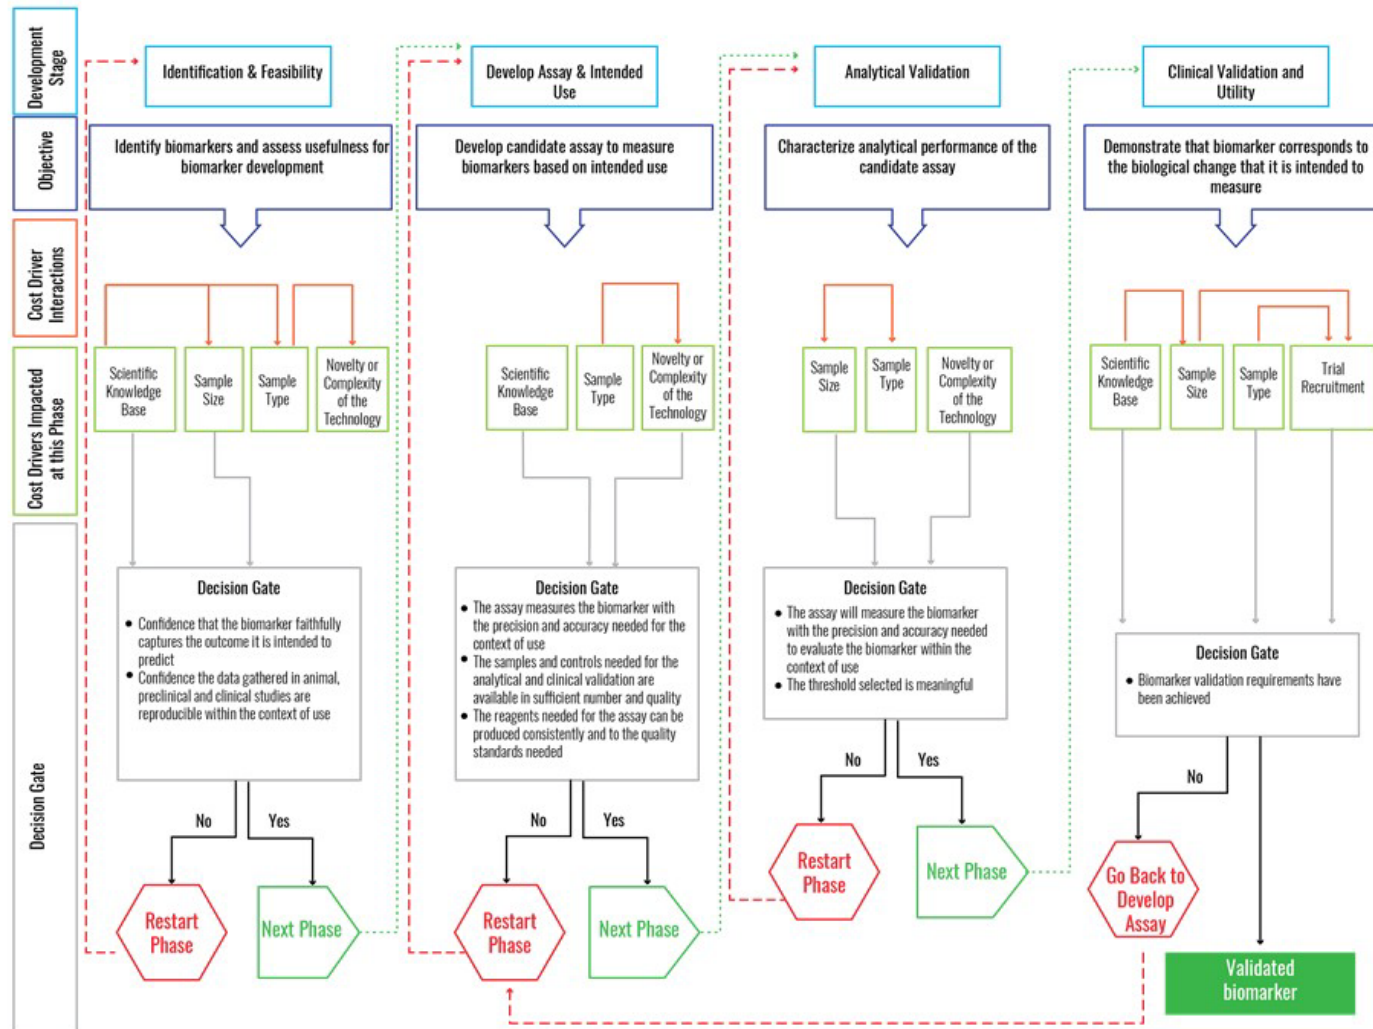 Development
Stage
Identification & Feasibility
Develop Assay & Intended
Use
Analytical Validation
Clinical Validation and
Utility
Objective
Identify biomarkers and assess usefulness for
biomarker development
Develop candidate assay to measure
biomarkers based on intended use
Characterize analytical performance of the
candidate assay
Demonstrate that biomarker corresponds to
the biological change that it is intended to
measure
Cost Driver
Interactions
Cost Drivers Impacted
at this Phase
Scientific
Knowledge
Base
Sample
Size
Sample
Type
Novelty or
Complexity
of the
Technology
Scientific
Knowledge
Base
Sample
Type
Novelty or
Complexity
of the
Technology
Sample
Size
Sample
Type
Novelty or
Complexity
of the
Technology
Scientific
Knowledge
Base
Sample
Size
Sample
Type
Trial
Recruitment
Decision Gate
Decision Gate
• Confidence that the biomarker faithfully
captures the outcome it is intended to
predict
• Confidence the data gathered in animal,
preclinical and clinical studies are
reproducible within the context of use
No
Yes
Restart
Phase
Next Phase
Decision Gate
• The assay measures the biomarker with
the precision and accuracy needed for the
context of use
• The samples and controls needed for the
analytical and clinical validation are
available in sufficient number and quality
• The reagents needed for the assay can be
produced consistently and to the quality
standards needed
No
Yes
Restart
Phase
Next Phase
Decision Gate
• The assay will measure the biomarker
with the precision and accuracy needed
to evaluate the biomarker within the
context of use
• The threshold selected is meaningful
No
Yes
Restart
Phase
Next Phase
Decision Gate
• Biomarker validation requirements have
been achieved
No
Go Back to
Develop
Assay
Validated
biomarker